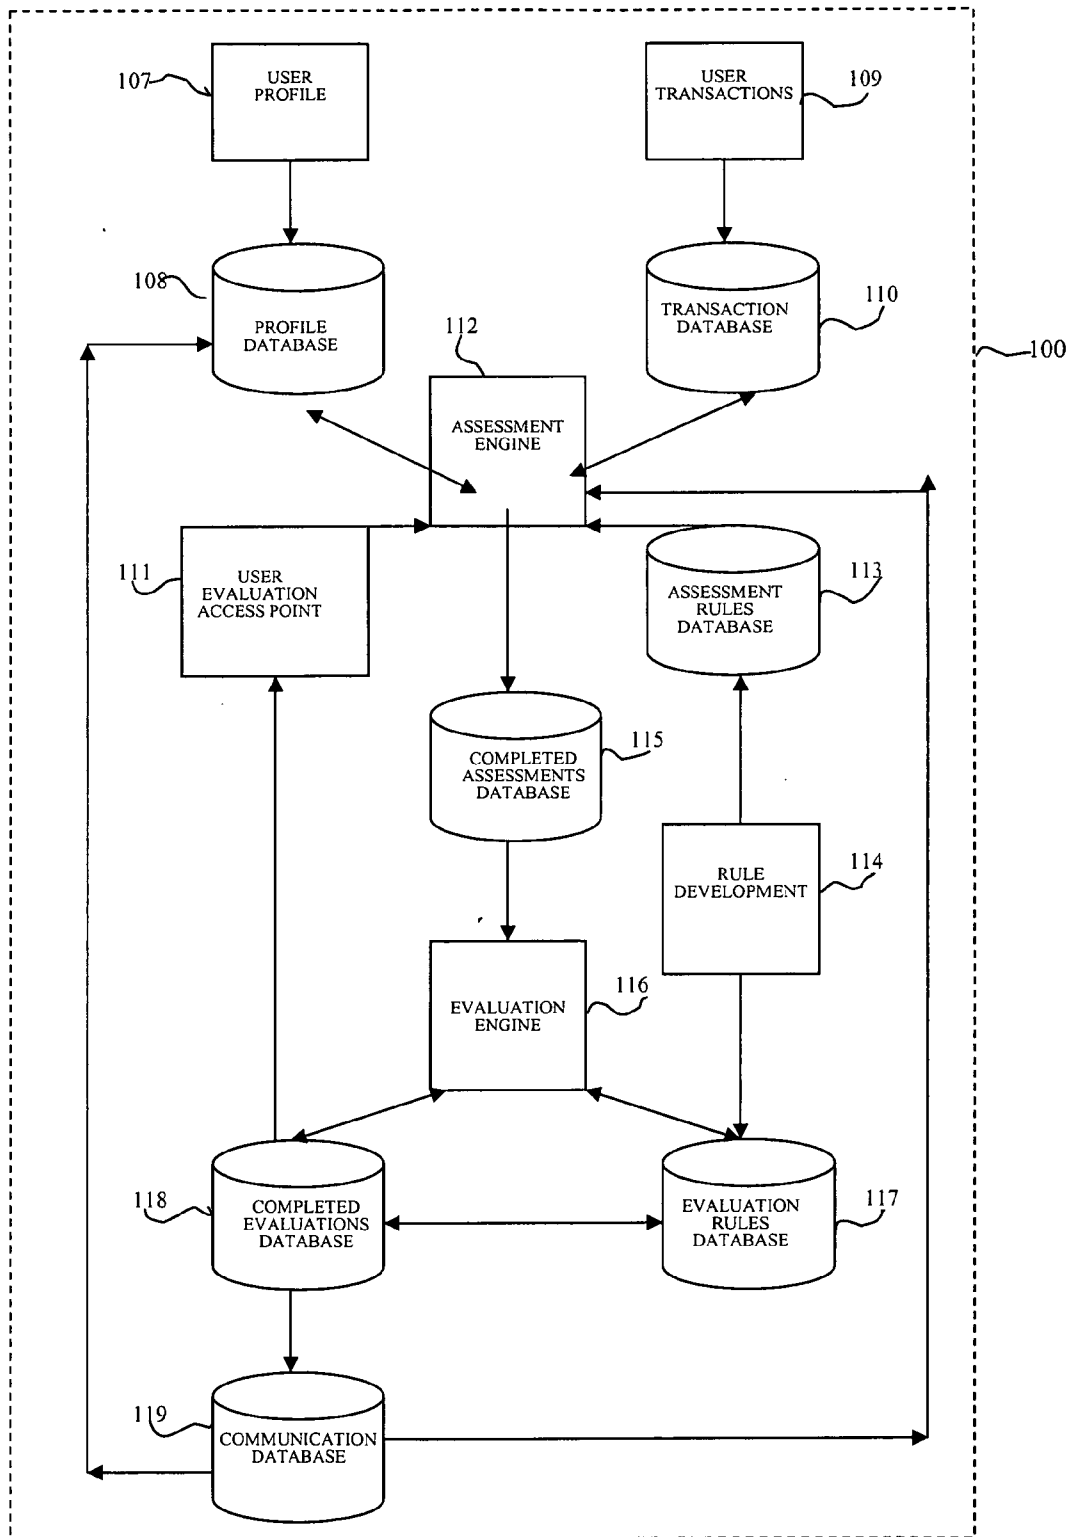 107
USER
PROFILE
USER
TRANSACTIONS
109
108
PROFILE
DATABASE
TRANSACTION
DATABASE
110
112
100
ASSESSMENT
ENGINE
111
USER
EVALUATION
ACCESS POINT
ASSESSMENT
RULES
DATABASE
113
COMPLETED
ASSESSMENTS
DATABASE
115
RULE
DEVELOPMENT
114
EVALUATION
ENGINE
116
118
COMPLETED
EVALUATIONS
DATABASE
EVALUATION
RULES
DATABASE
117
119
COMMUNICATION
DATABASE